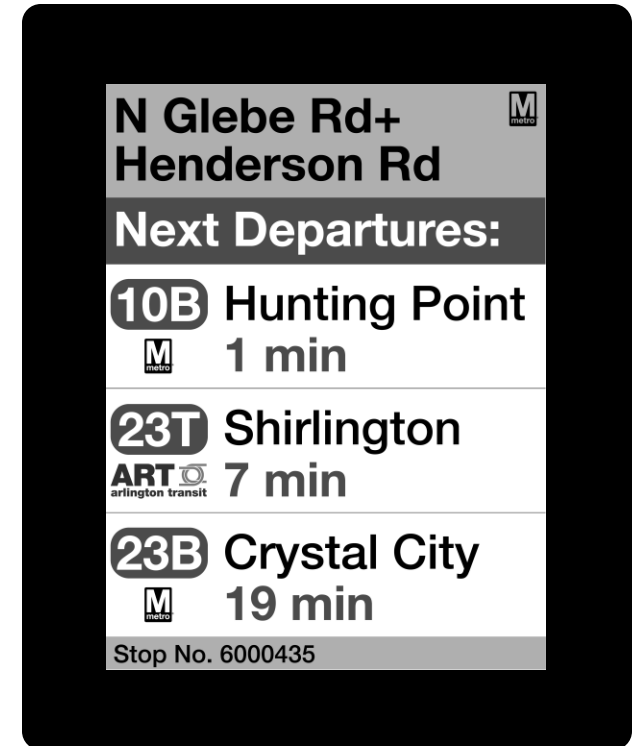 N Glebe Rd+
M
metro
Henderson Rd
Next Departures:
10B Hunting Point
M
metro
1 min
23T Shirlington
ART
arlington transit
7 min
23B Crystal City
M
metro
19 min
Stop No. 6000435